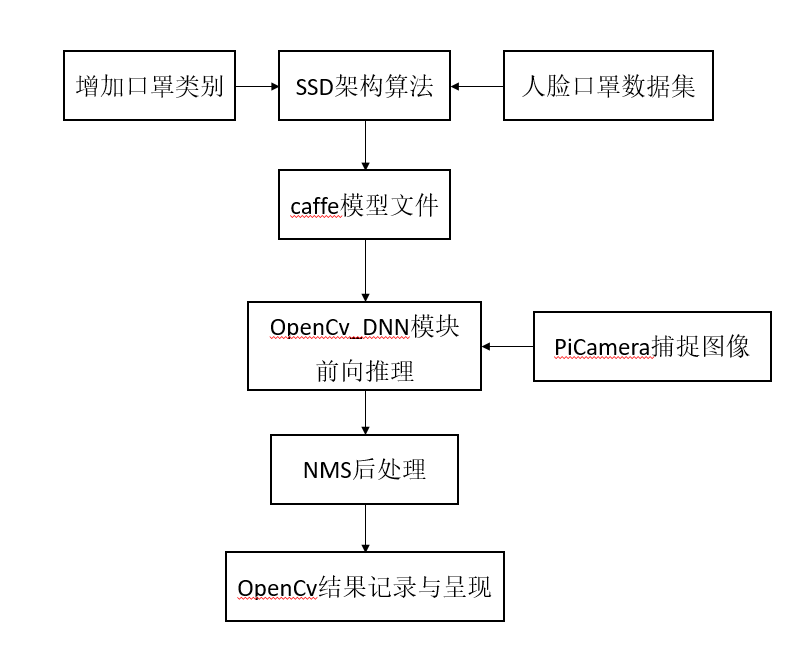 增加口罩类别
SSD架构算法
人脸口罩数据集
caffe模型文件
OpenCv_DNN模块
前向推理
PiCamera捕捉图像
NMS后处理
OpenCv结果记录与呈现